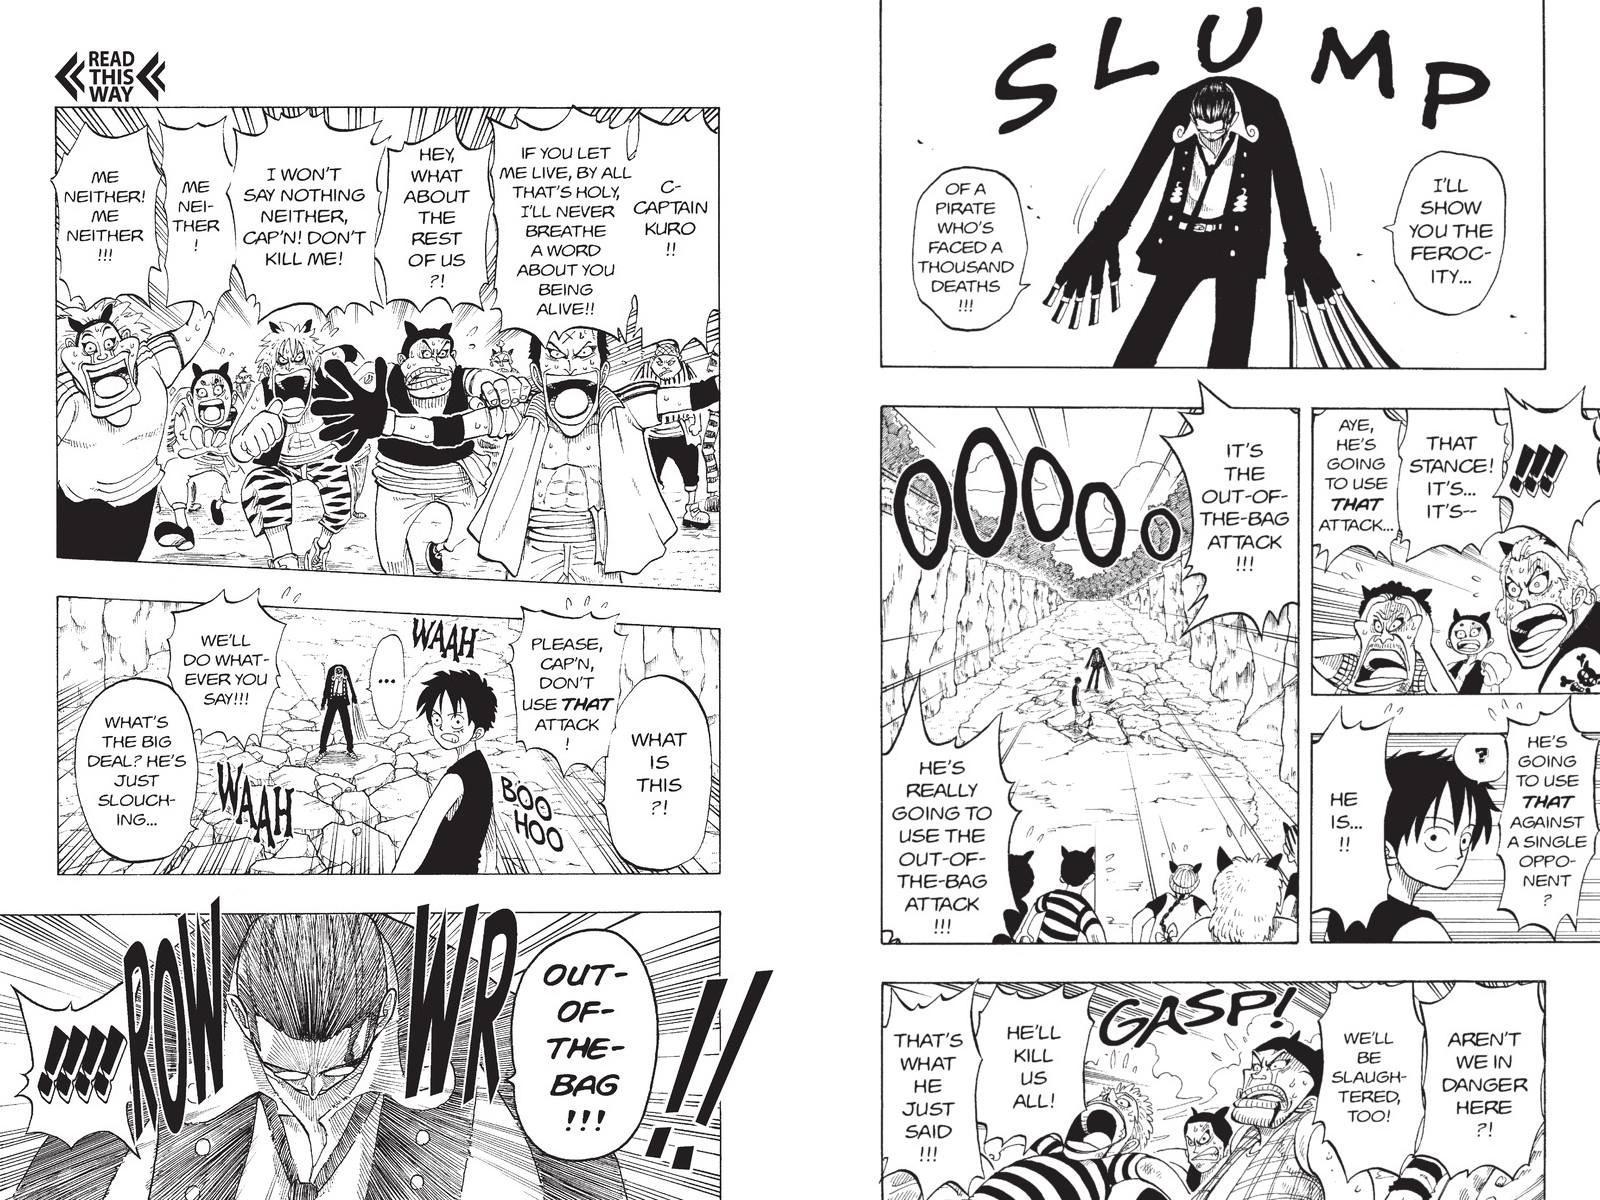 SLUMP
I'LL
SHOW
YOU THE
FEROC-
ITY...
OF A
PIRATE
WHO'S
FACED A
THOUSAND
DEATHS
!!!
!!!!
THAT
STANCE!
IT'S...
IT'S--
AYE,
HE'S
GOING
TO USE
THAT
ATTACK...
HE'S
GOING
TO USE
THAT
AGAINST
A SINGLE
OPPO-
NENT
?
?
HE
IS...
!!
IT'S
THE
OUT-OF-
THE-BAG
ATTACK
!!!
OOOOO
HE'S
REALLY
GOING TO
USE THE
OUT-OF-
THE-BAG
ATTACK
!!!
AREN'T
WE IN
DANGER
HERE
?!
WE'LL
BE
SLAUGH-
TERED,
TOO!
GASP!
HE'LL
KILL
US
ALL!
THAT'S
WHAT
HE
JUST
SAID
!!!
READ
THIS
WAY
C-
CAPTAIN
KURO
!!
IF YOU LET
ME LIVE, BY ALL
THAT'S HOLY,
I'LL NEVER
BREATHE
A WORD
ABOUT YOU
BEING
ALIVE!!
HEY,
WHAT
ABOUT
THE
REST
OF US
?!
I WON'T
SAY NOTHING
NEITHER,
CAP'N! DON'T
KILL ME!
ME
NEI-
THER
!
ME
NEITHER!
ME
NEITHER
!!!
WHAT
IS
THIS
?!
PLEASE,
CAP'N,
DON'T
USE THAT
ATTACK
!
BOO
HOO
WAAH
...
WE'LL
DO WHAT-
EVER YOU
SAY!!!
WAAH
WHAT'S
THE BIG
DEAL? HE'S
JUST
SLOUCH-
ING...
!!
OUT-
OF-
THE-
BAG
!!!
WR
ROW
!!!!